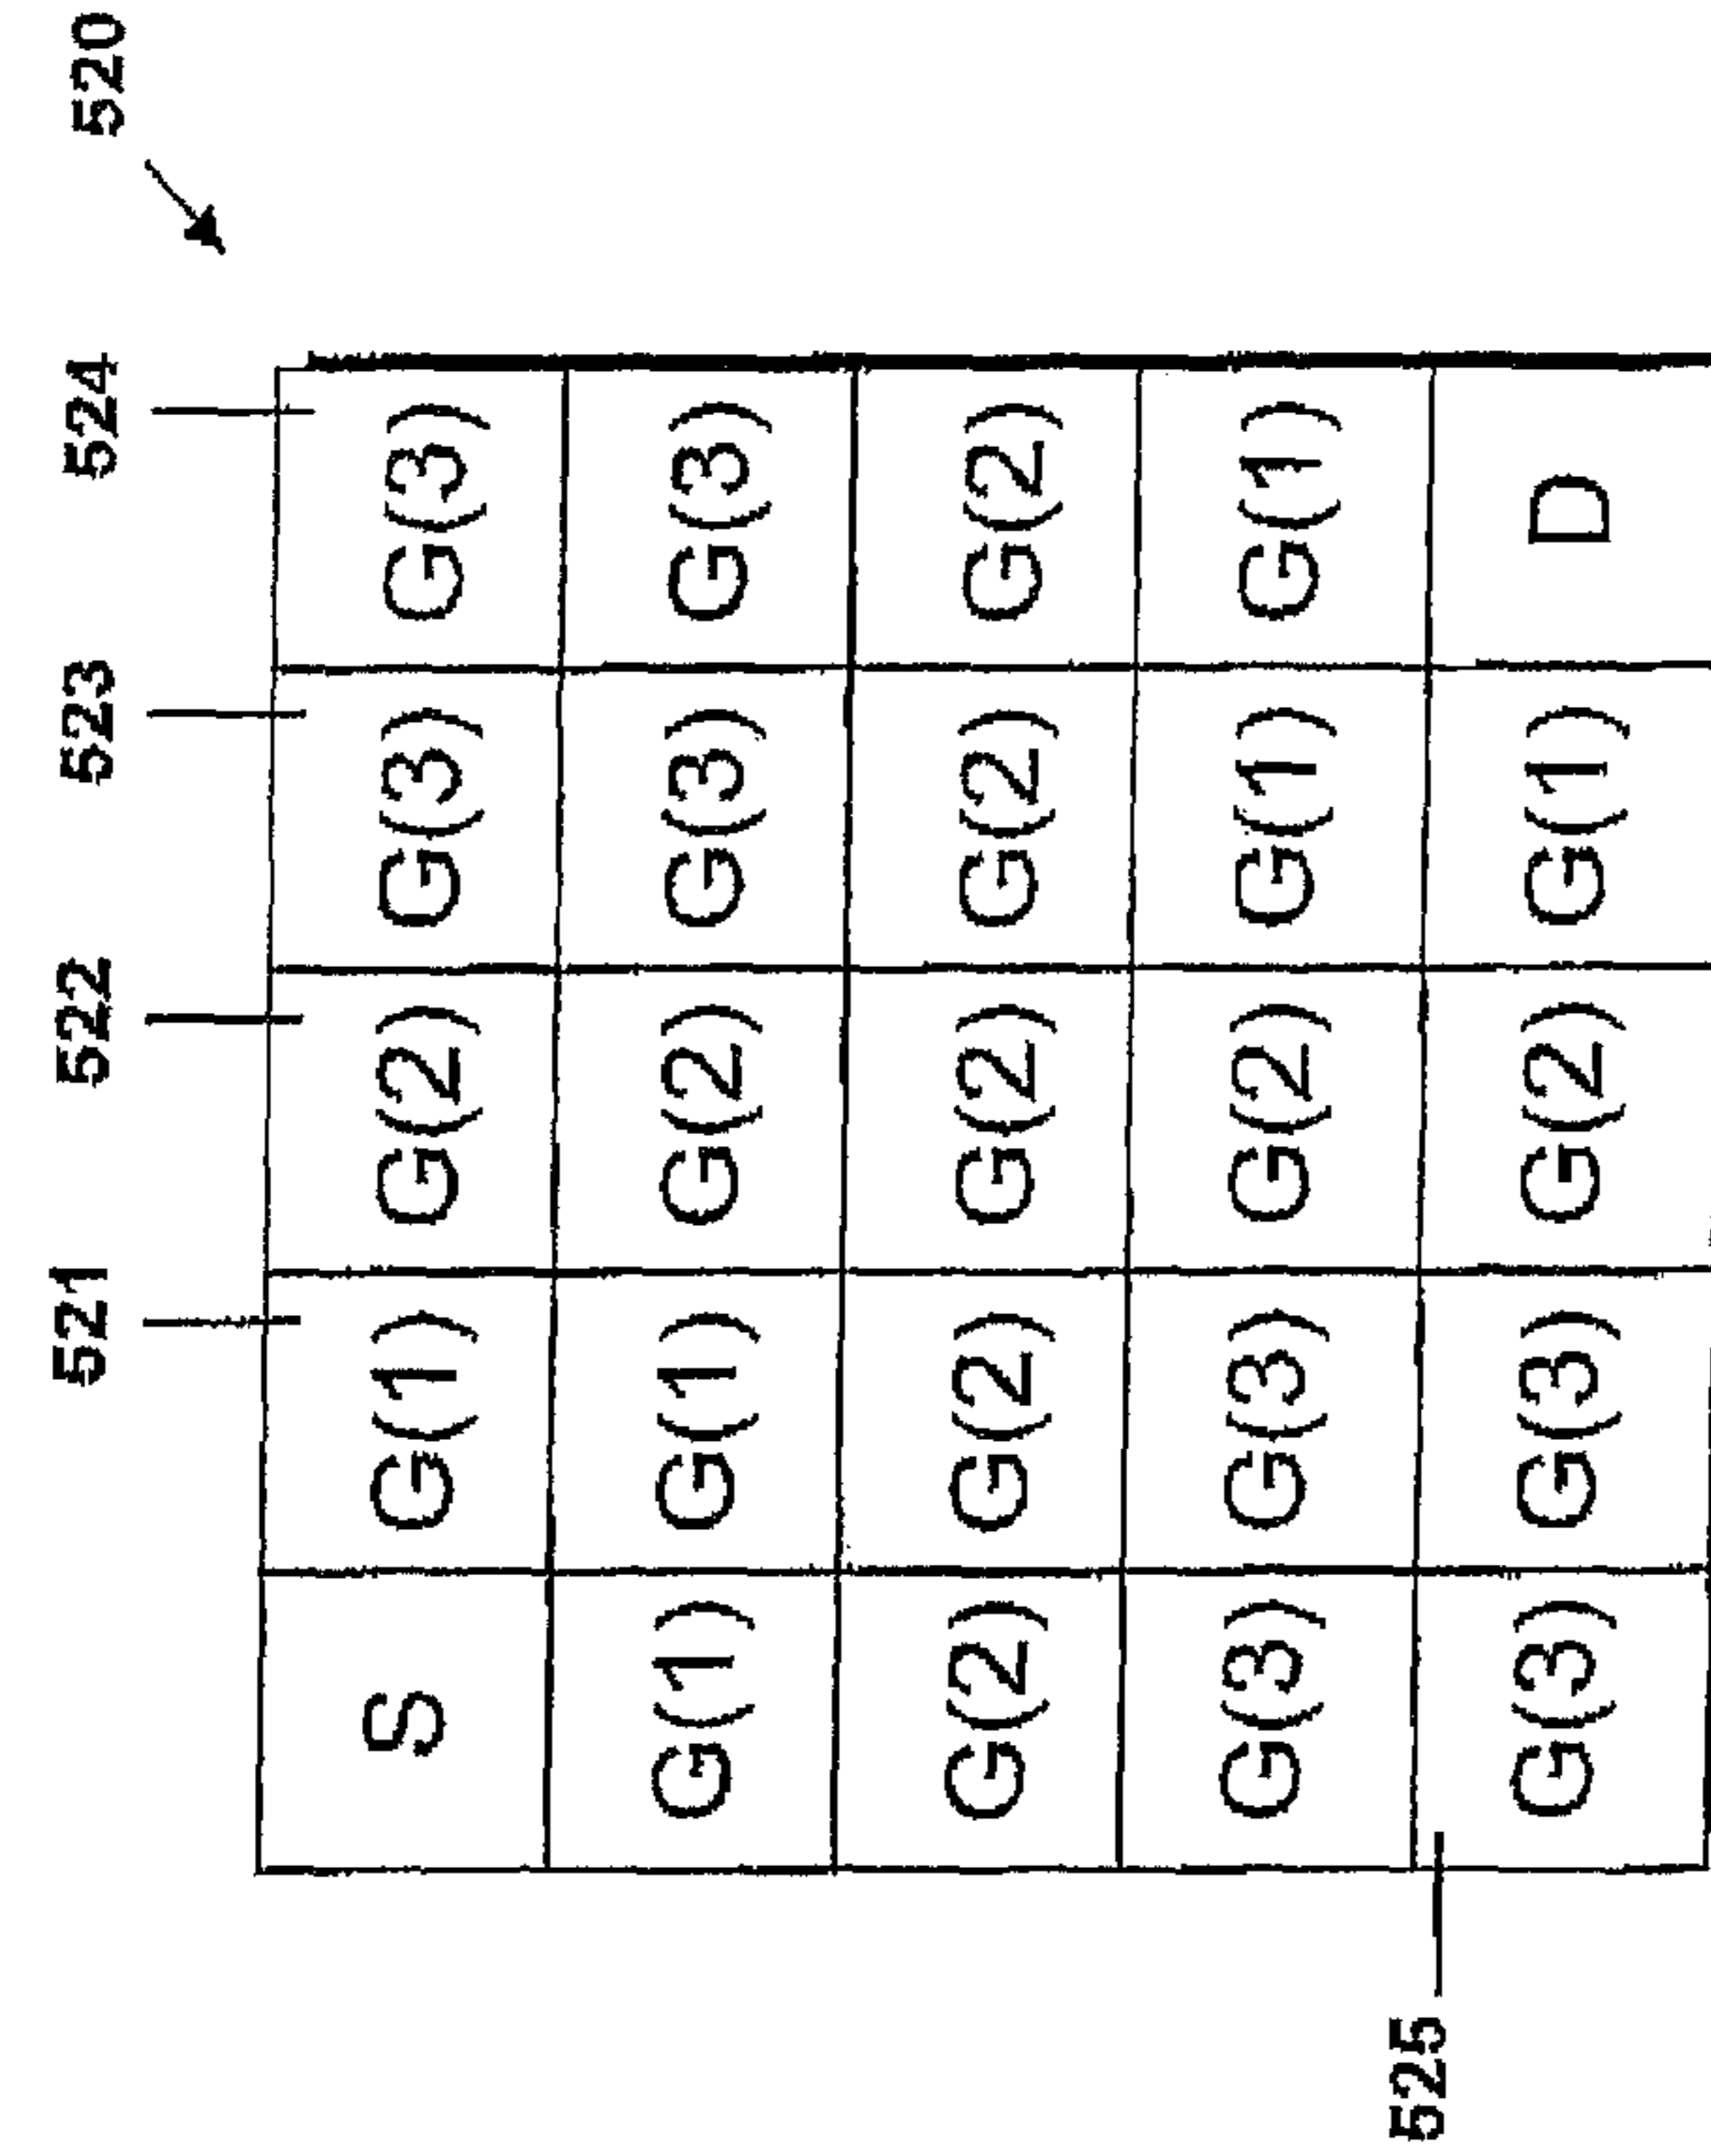 521 522 523 524 520
S G(1) G(2) G(3) G(3)
G(1) G(1) G(2) G(3) G(3)
G(2) G(2) G(2) G(2) G(2)
G(3) G(3) G(2) G(1) G(1)
525 G(3) G(3) G(2) G(1) D